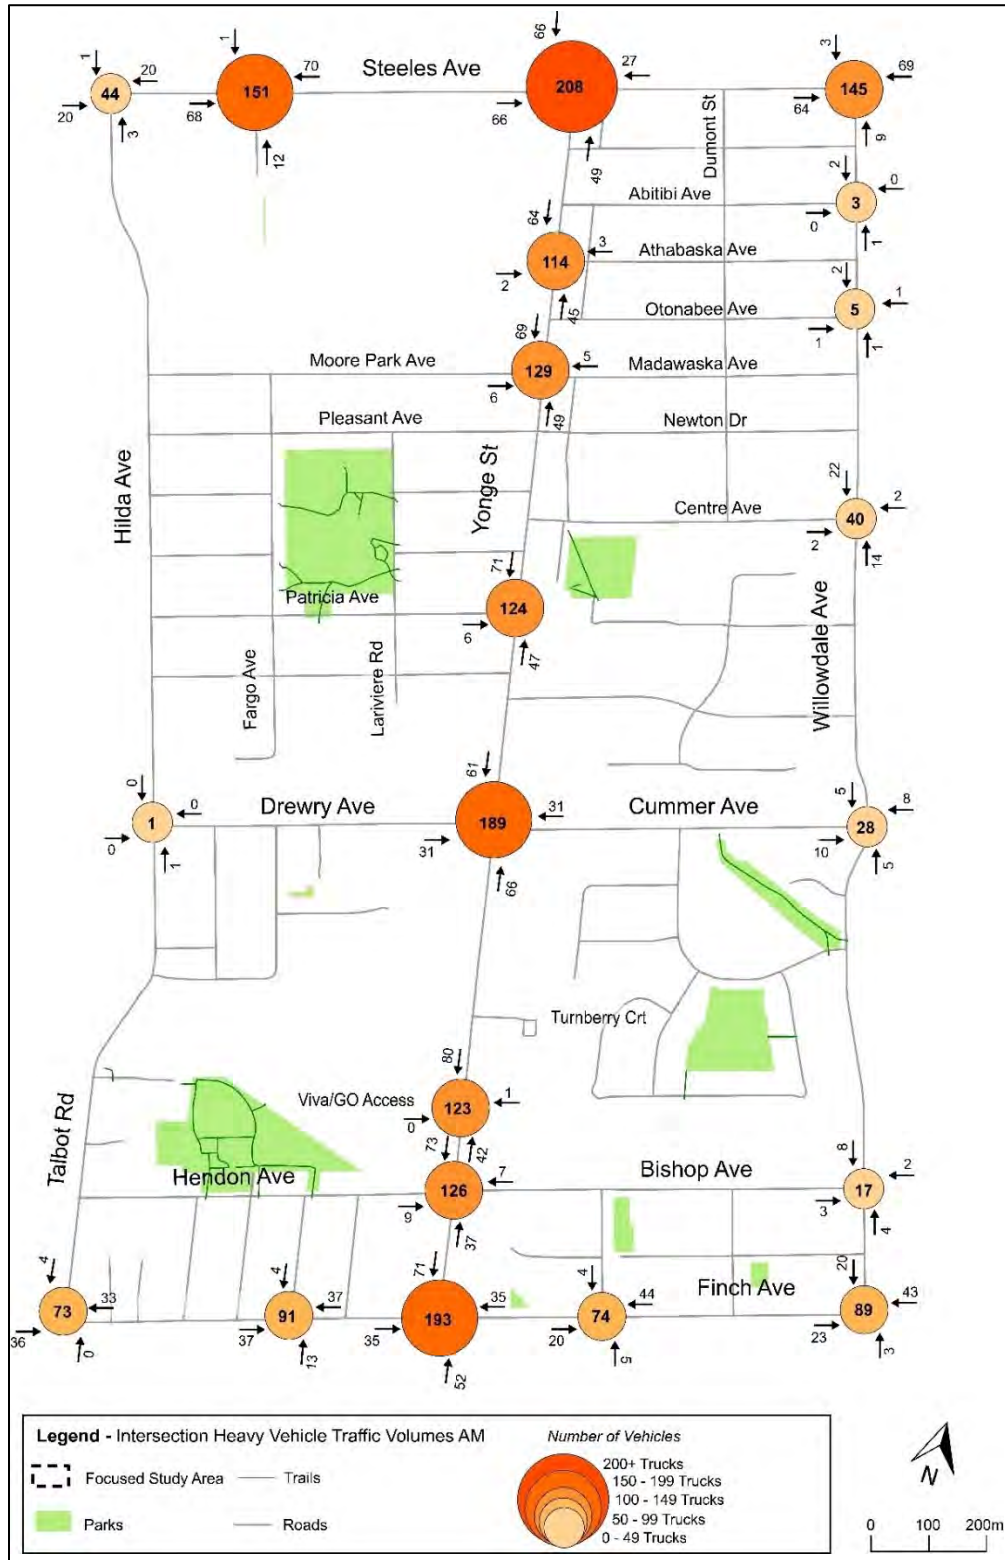 1
20
44
20
3
1
70
151
68
12
Steeles Ave
66
27
208
66
49
3
69
145
64
9
Dumont St
2
0
3
0
1
Abitibi Ave
64
3
114
2
45
Athabaska Ave
2
1
5
1
1
Otonabee Ave
69
5
129
6
49
Moore Park Ave
Madawaska Ave
Pleasant Ave
Newton Dr
Hilda Ave
Yonge St
22
2
40
2
14
Centre Ave
71
124
6
47
Patricia Ave
Fargo Ave
Lariviere Rd
Willowdale Ave
0
0
1
0
1
Drewry Ave
61
31
189
31
66
Cummer Ave
5
8
28
10
5
Turnberry Crt
80
1
Viva/GO Access
123
0
42
73
7
126
9
37
Talbot Rd
Hendon Ave
Bishop Ave
8
2
17
3
4
4
33
73
36
0
4
37
91
37
13
71
35
193
35
52
4
44
74
20
5
Finch Ave
20
43
89
23
3
Legend - Intersection Heavy Vehicle Traffic Volumes AM
Focused Study Area
Trails
Parks
Roads
Number of Vehicles
200+ Trucks
150 - 199 Trucks
100 - 149 Trucks
50 - 99 Trucks
0 - 49 Trucks
N
0 100 200m